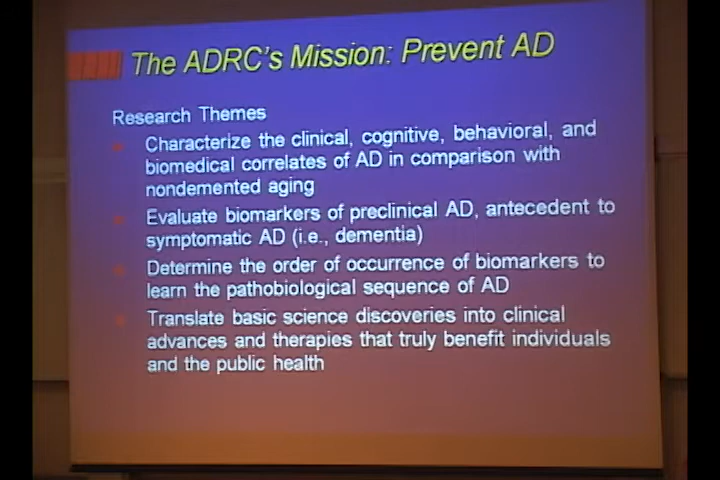 The ADRC's Mission: Prevent AD
Research Themes
Characterize the clinical, cognitive, behavioral, and
biomedical correlates of AD in comparison with
nondemented aging
Evaluate biomarkers of preclinical AD, antecedent to
symptomatic AD (i.e., dementia)
Determine the order of occurrence of biomarkers to
learn the pathobiological sequence of AD
Translate basic science discoveries into clinical
advances and therapies that truly benefit individuals
and the public health